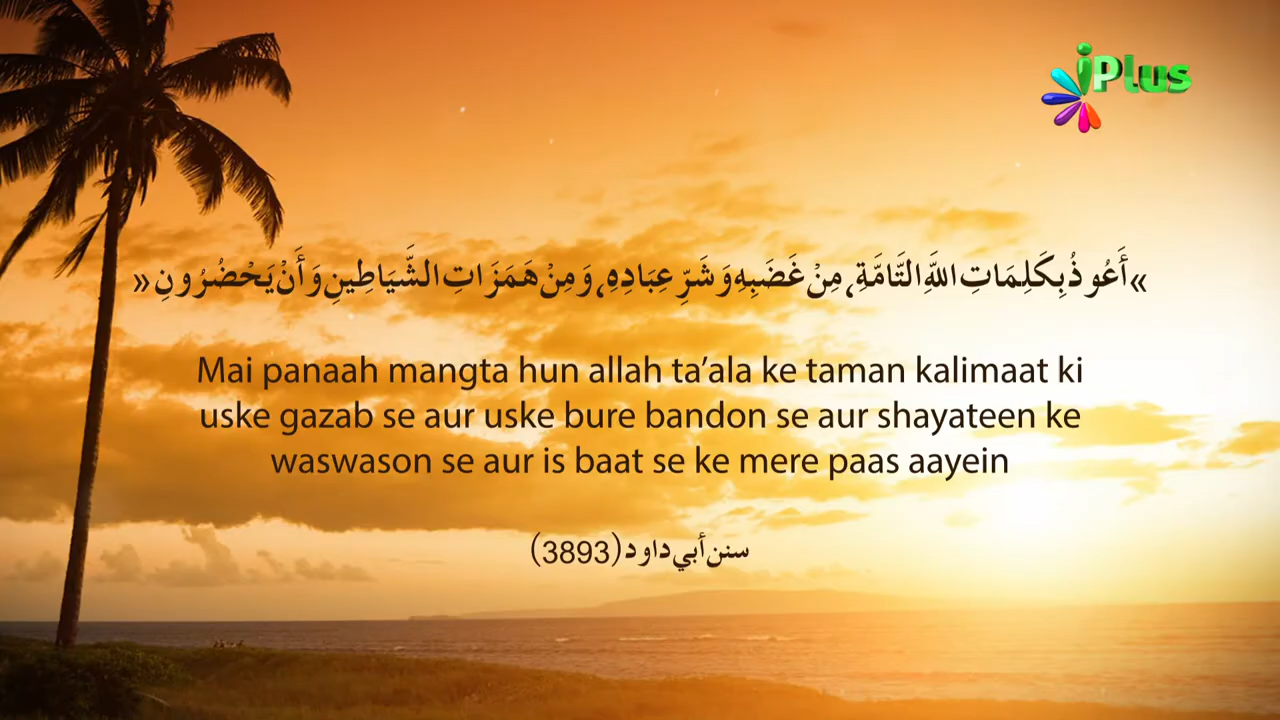 iPlus
»أَعُوذُ بِكَلِمَاتِ اللَّهِ التَّامَّةِ، مِنْ غَضَبِهِ وَشَرِّ عِبَادِهِ، وَمِنْ هَمَزَاتِ الشَّيَاطِينِ وَأَنْ يَحْضُرُونِ«
Mai panaah mangta hun allah ta’ala ke taman kalimaat ki
uske gazab se aur uske bure bandon se aur shayateen ke
waswason se aur is baat se ke mere paas aayein
سنن أبي داود (3893)